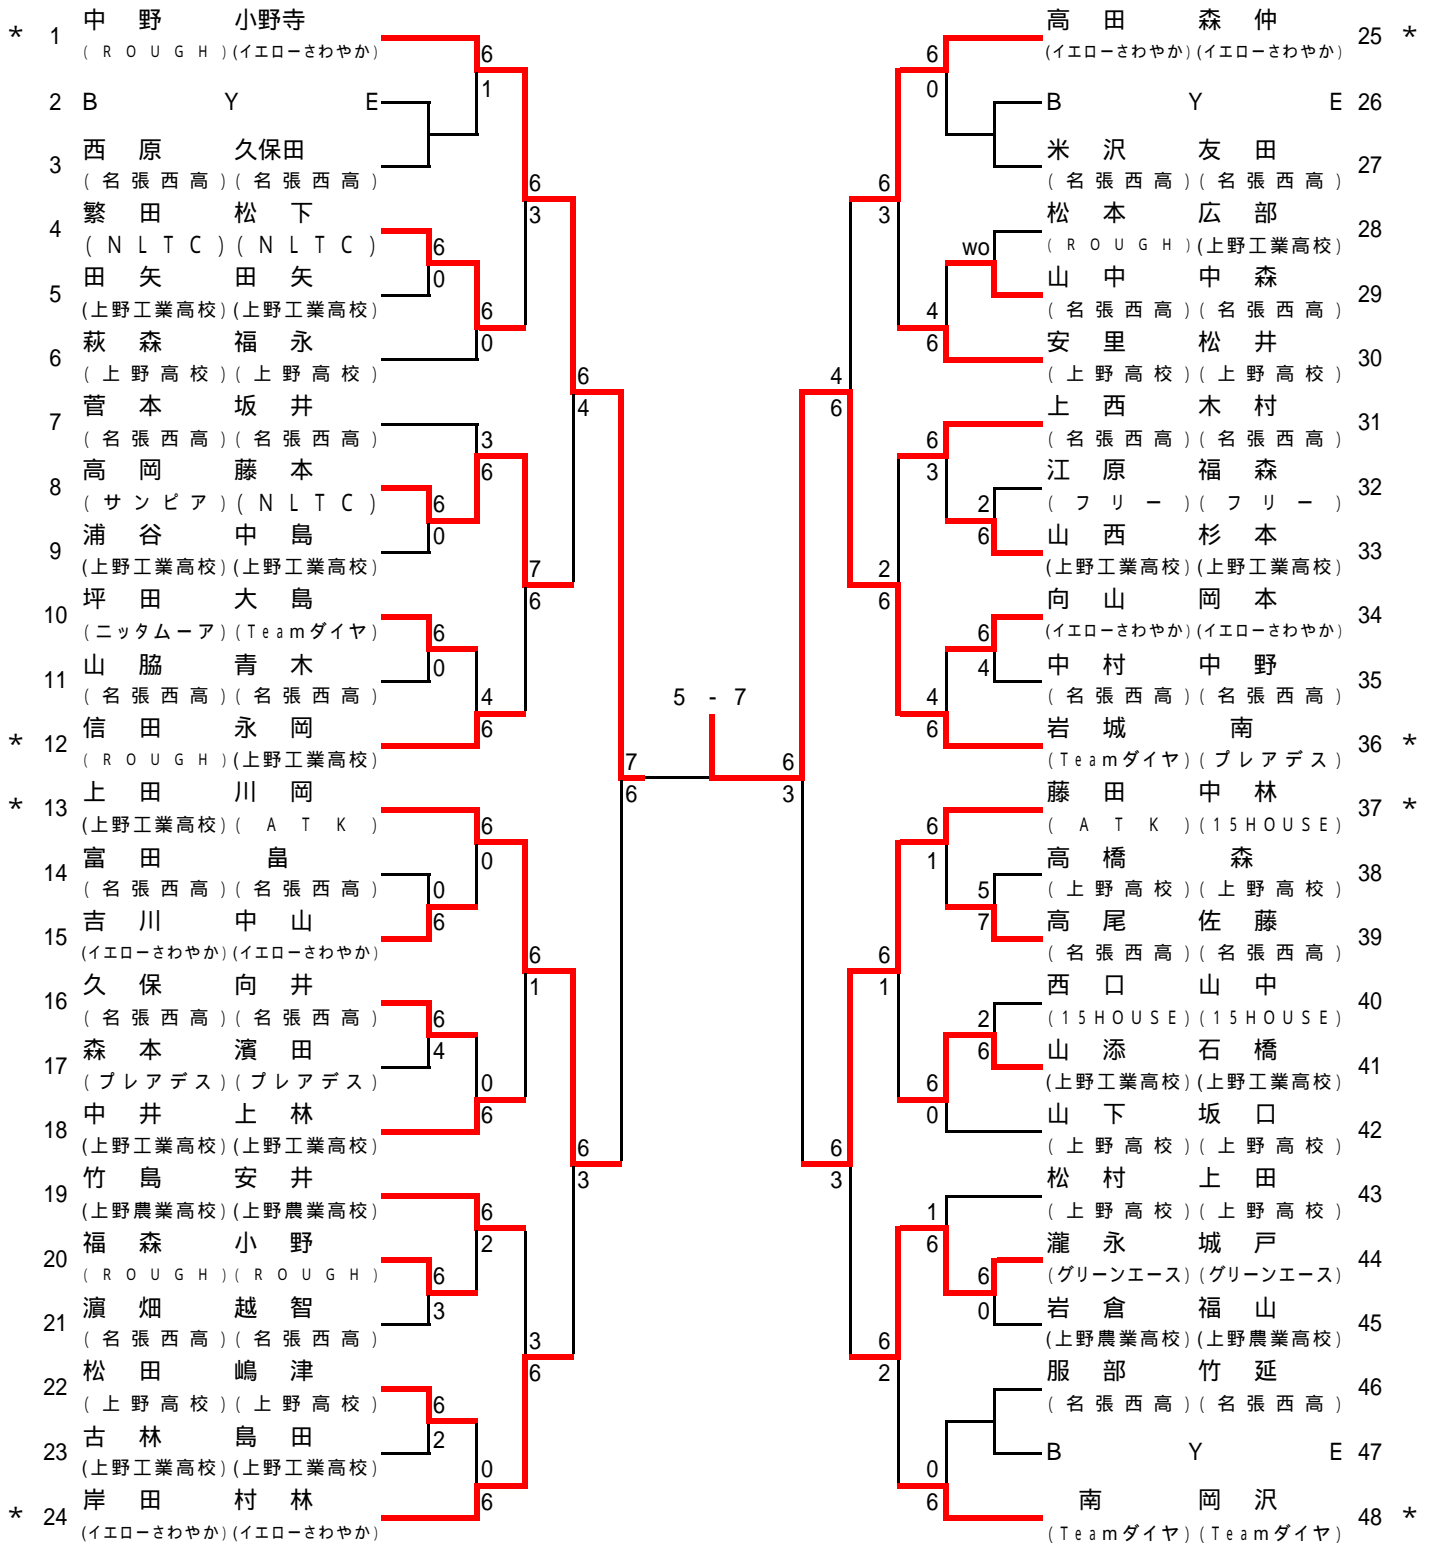 * 1 中野 小野寺
(ROUGH)(イエローさわやか)
2 B Y E
3 西原 久保田
(名張西高)(名張西高)
4 繁田 松下
(NLTC)(NLTC)
5 田矢 田矢
(上野工業高校)(上野工業高校)
6 萩森 福永
(上野高校)(上野高校)
7 菅本 坂井
(名張西高)(名張西高)
8 高岡 藤本
(サンピア)(NLTC)
9 浦谷 中島
(上野工業高校)(上野工業高校)
10 坪田 大島
(ニッタムーア)(Teamダイヤ)
11 山脇 青木
(名張西高)(名張西高)
* 12 信田 永岡
(ROUGH)(上野工業高校)
* 13 上田 川岡
(上野工業高校)(ATK)
14 富田 畠
(名張西高)(名張西高)
15 吉川 中山
(イエローさわやか)(イエローさわやか)
16 久保 向井
(名張西高)(名張西高)
17 森本 濱田
(プレアデス)(プレアデス)
18 中井 上林
(上野工業高校)(上野工業高校)
19 竹島 安井
(上野農業高校)(上野農業高校)
20 福森 小野
(ROUGH)(ROUGH)
21 濵畑 越智
(名張西高)(名張西高)
22 松田 嶋津
(上野高校)(上野高校)
23 古林 島田
(上野工業高校)(上野工業高校)
* 24 岸田 村林
(イエローさわやか)(イエローさわやか)
6
1
6
3
6
0
6
0
6
4
3
6
6
0
7
6
6
0
4
6
7
6
6
0
0
6
6
1
6
4
0
6
6
3
6
2
6
3
3
6
6
2
0
6
5 - 7
高田 森仲 25 *
(イエローさわやか)(イエローさわやか)
B Y E 26
米沢 友田 27
(名張西高)(名張西高)
松本 広部 28
(ROUGH)(上野工業高校)
山中 中森 29
(名張西高)(名張西高)
安里 松井 30
(上野高校)(上野高校)
上西 木村 31
(名張西高)(名張西高)
江原 福森 32
(フリー)(フリー)
山西 杉本 33
(上野工業高校)(上野工業高校)
向山 岡本 34
(イエローさわやか)(イエローさわやか)
中村 中野 35
(名張西高)(名張西高)
岩城 南 36 *
(Teamダイヤ)(プレアデス)
藤田 中林 37 *
(ATK)(15HOUSE)
高橋 森 38
(上野高校)(上野高校)
高尾 佐藤 39
(名張西高)(名張西高)
西口 山中 40
(15HOUSE)(15HOUSE)
山添 石橋 41
(上野工業高校)(上野工業高校)
山下 坂口 42
(上野高校)(上野高校)
松村 上田 43
(上野高校)(上野高校)
瀧永 城戸 44
(グリーンエース)(グリーンエース)
岩倉 福山 45
(上野農業高校)(上野農業高校)
服部 竹延 46
(名張西高)(名張西高)
B Y E 47
南 岡沢 48 *
(Teamダイヤ)(Teamダイヤ)
6
0
6
3
wo
4
6
4
6
6
3
2
6
2
6
6
4
4
6
6
3
6
1
5
7
6
1
2
6
6
0
6
3
1
6
6
0
6
2
0
6